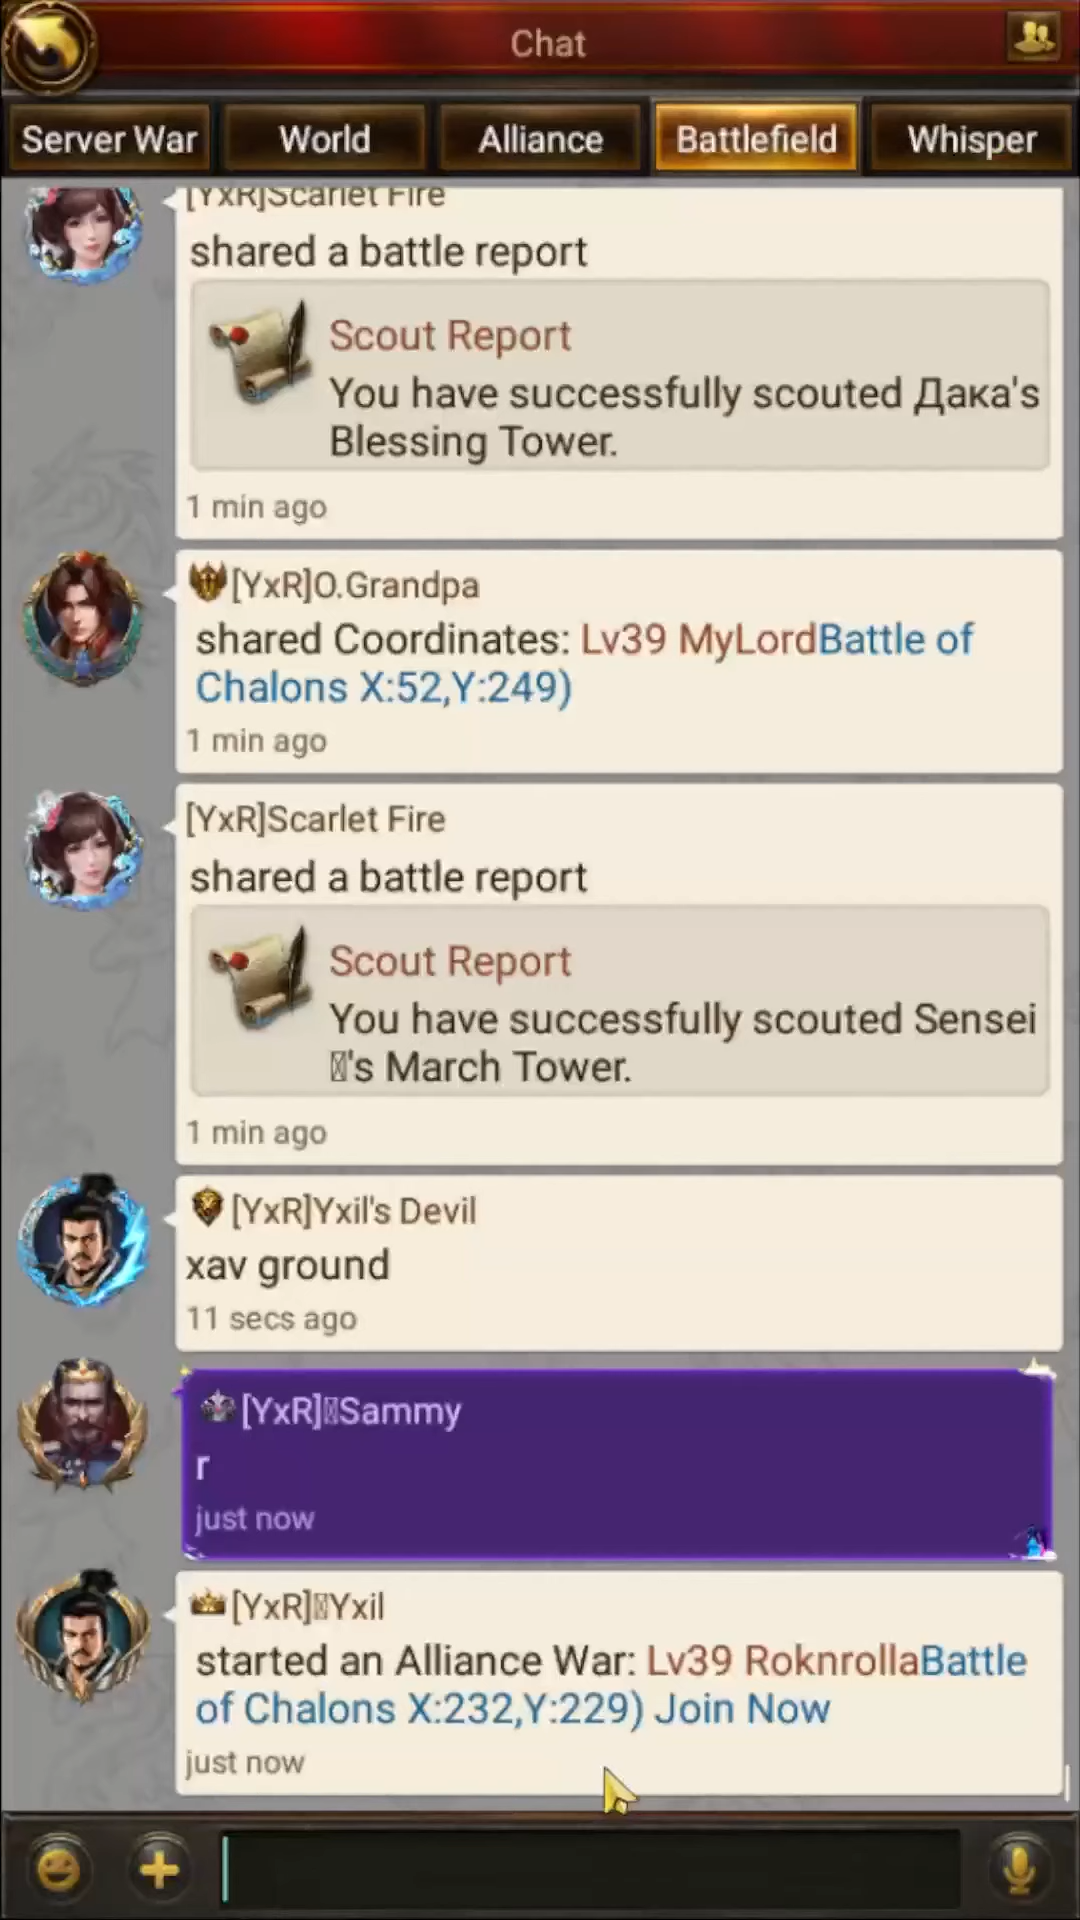 Chat
Server War
World
Alliance
Battlefield
Whisper
[YxR]Scarlet Fire
shared a battle report
Scout Report
You have successfully scouted Дака's
Blessing Tower.
1 min ago
[YxR]O.Grandpa
shared Coordinates: Lv39 MyLordBattle of
Chalons X:52,Y:249)
1 min ago
[YxR]Scarlet Fire
shared a battle report
Scout Report
You have successfully scouted Sensei
's March Tower.
1 min ago
[YxR]Yxil's Devil
xav ground
11 secs ago
[YxR]Sammy
r
just now
[YxR]Yxil
started an Alliance War: Lv39 RoknrollaBattle
of Chalons X:232,Y:229) Join Now
just now